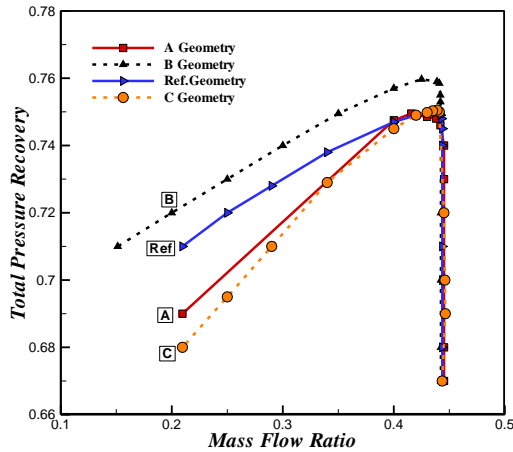 0.78
0.76
0.74
0.72
0.7
0.68
0.66
Total Pressure Recovery
A Geometry
B Geometry
Ref.Geometry
C Geometry
B
Ref
A
C
0.1
0.2
0.3
0.4
0.5
Mass Flow Ratio